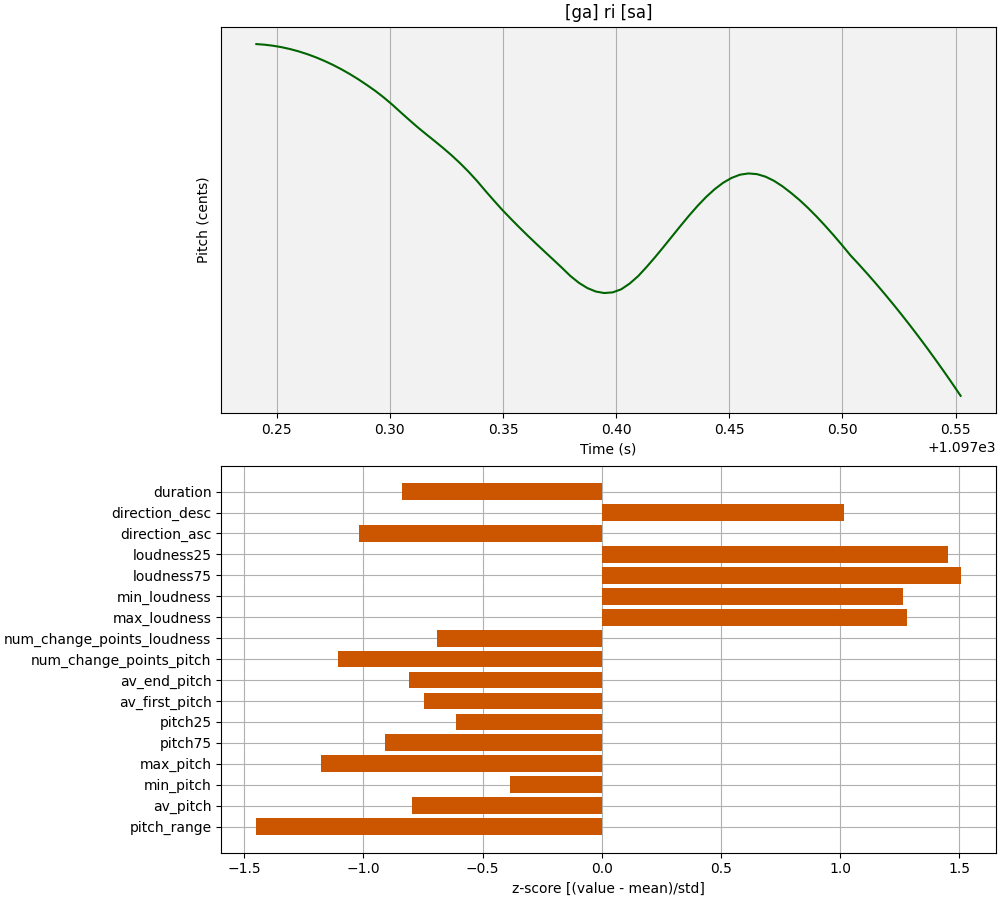 [ga] ri [sa]
Pitch (cents)
0.25 0.30 0.35 0.40 0.45 0.50 0.55
Time (s)
+1.097e3
duration
direction_desc
direction_asc
loudness25
loudness75
min_loudness
max_loudness
num_change_points_loudness
num_change_points_pitch
av_end_pitch
av_first_pitch
pitch25
pitch75
max_pitch
min_pitch
av_pitch
pitch_range
−1.5 −1.0 −0.5 0.0 0.5 1.0 1.5
z-score [(value - mean)/std]